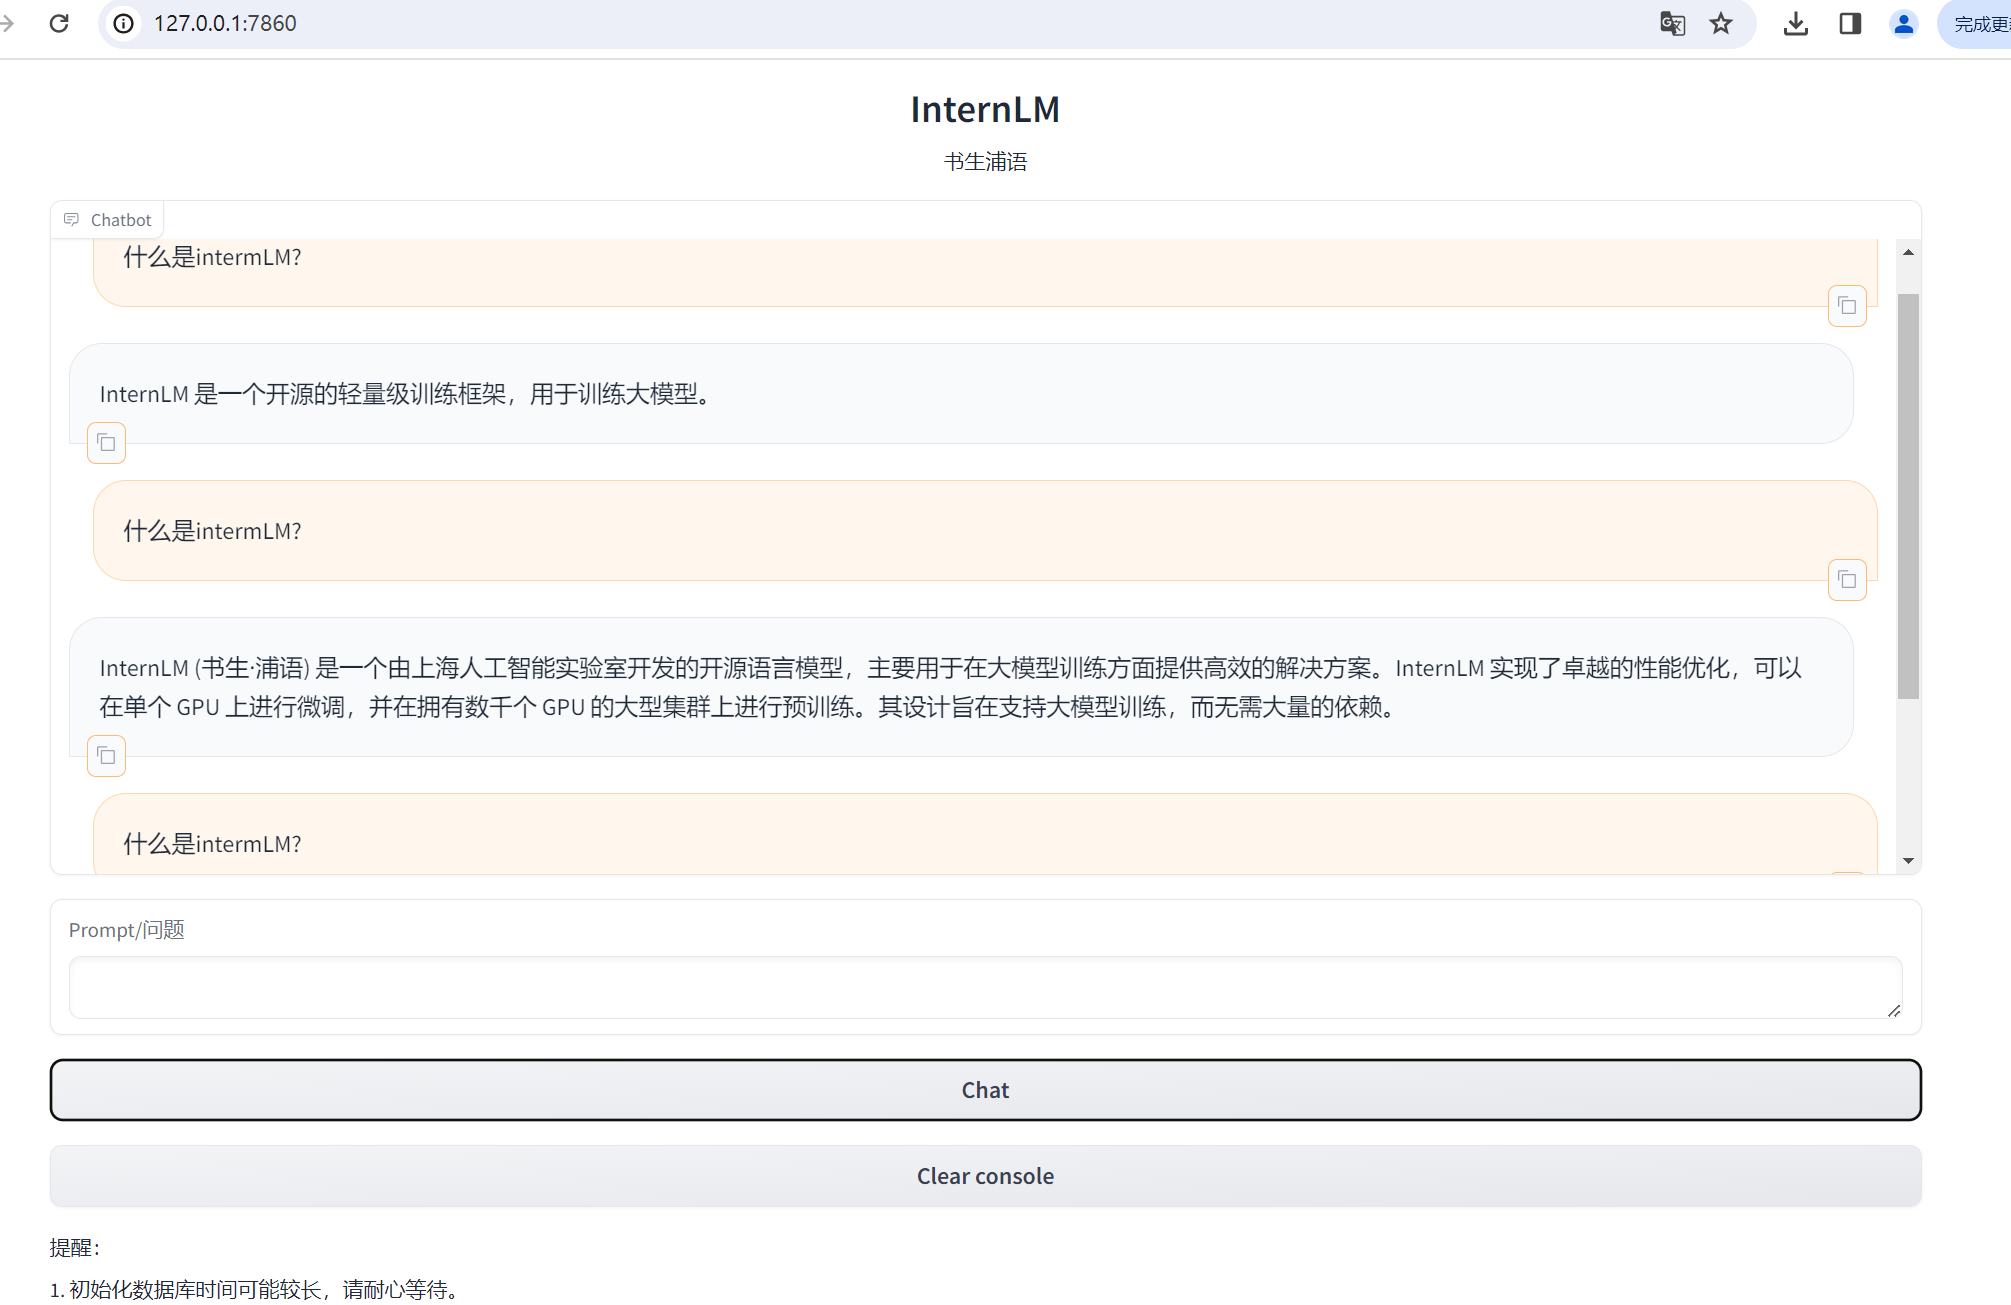 127.0.0.1:7860
完成更
InternLM
书生浦语
Chatbot
什么是intermLM?
InternLM 是一个开源的轻量级训练框架，用于训练大模型。
什么是intermLM?
InternLM (书生·浦语) 是一个由上海人工智能实验室开发的开源语言模型，主要用于在大模型训练方面提供高效的解决方案。InternLM 实现了卓越的性能优化，可以
在单个 GPU 上进行微调，并在拥有数千个 GPU 的大型集群上进行预训练。其设计旨在支持大模型训练，而无需大量的依赖。
什么是intermLM?
Prompt/问题
Chat
Clear console
提醒：
1. 初始化数据库时间可能较长，请耐心等待。